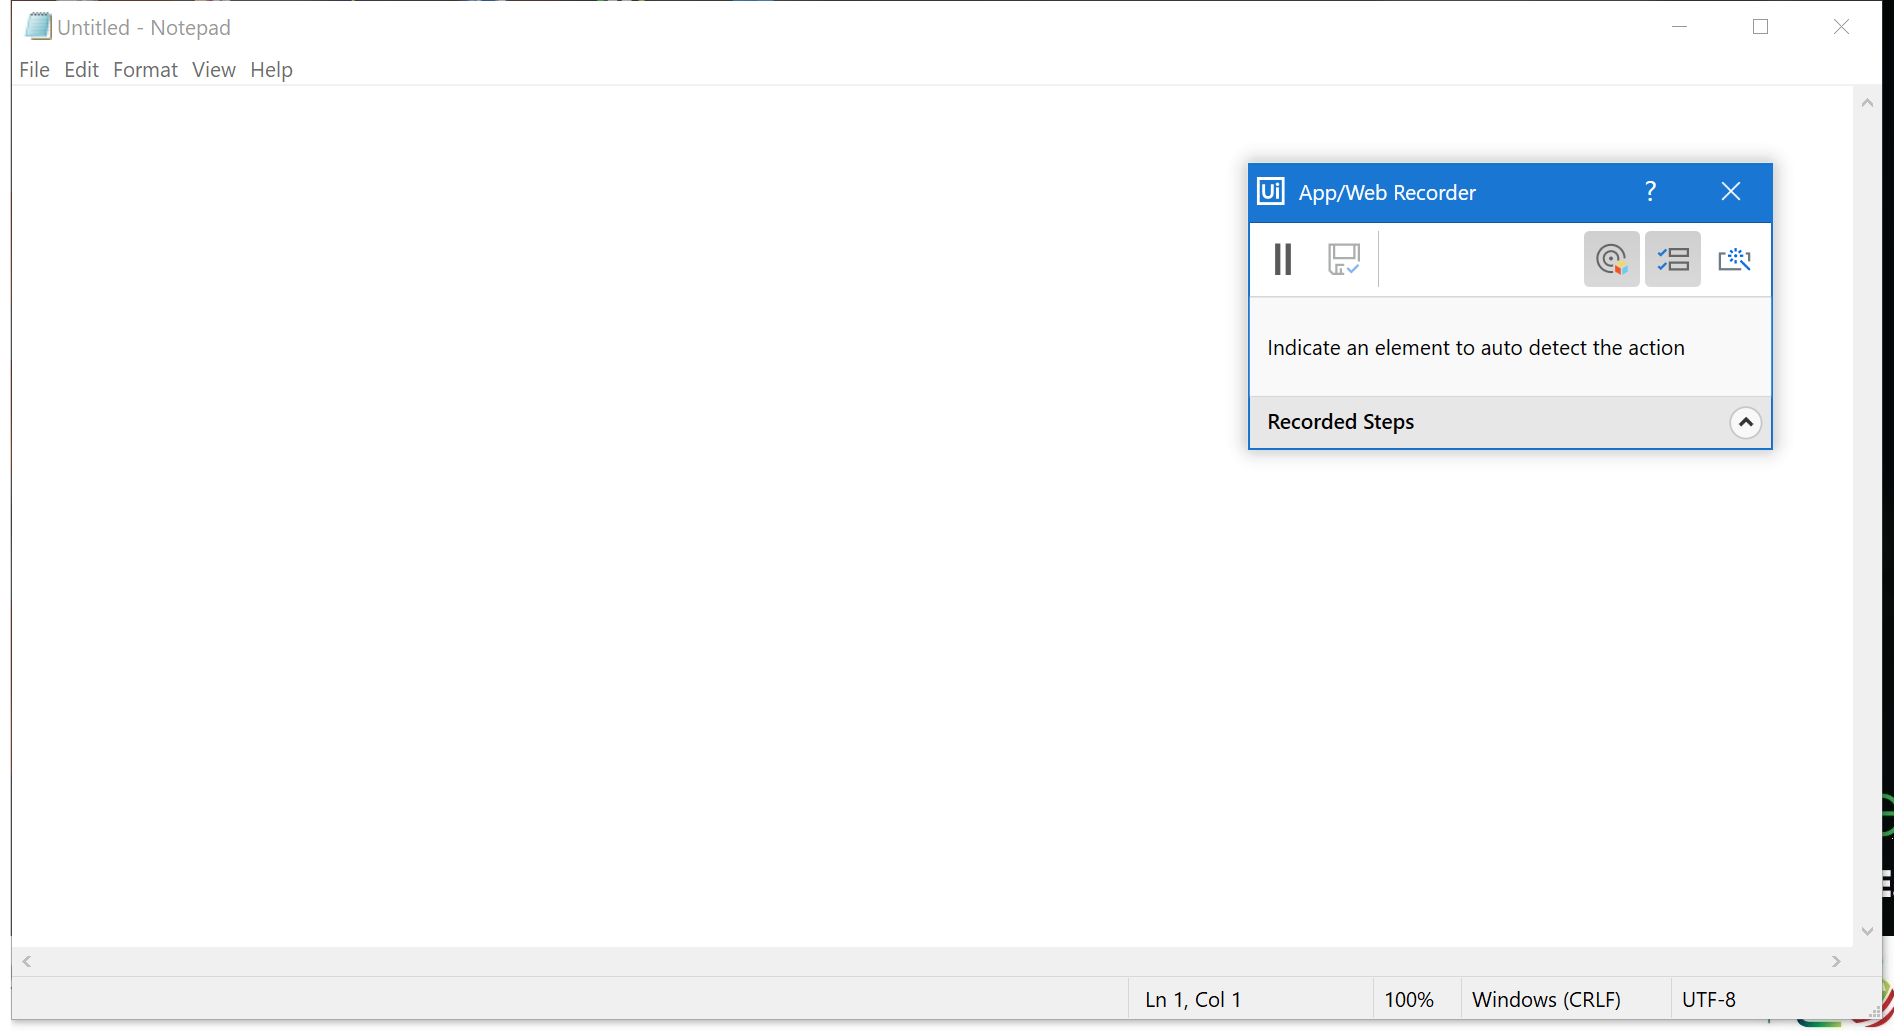 Untitled - Notepad
File Edit Format View Help
Ui App/Web Recorder ?
Indicate an element to auto detect the action
Recorded Steps
Ln 1, Col 1 100% Windows (CRLF) UTF-8